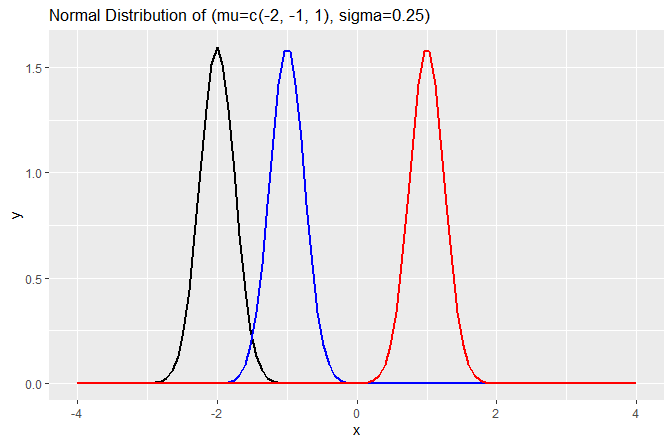 Normal Distribution of (mu=c(-2, -1, 1), sigma=0.25)
y
1.5
1.0
0.5
0.0
-4 -2 0 2 4
x